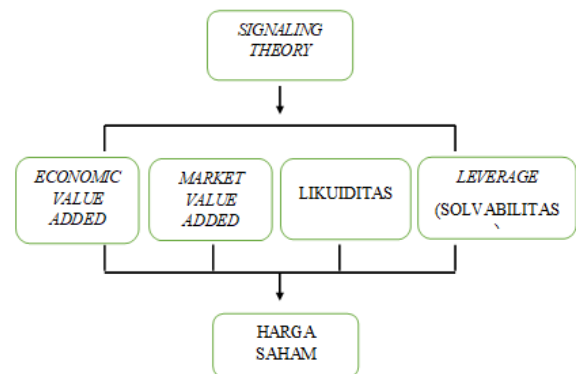 SIGNALING
THEORY
ECONOMIC
VALUE
ADDED
MARKET
VALUE
ADDED
LIKUIDITAS
LEVERAGE
(SOLVABILITAS
)
HARGA
SAHAM